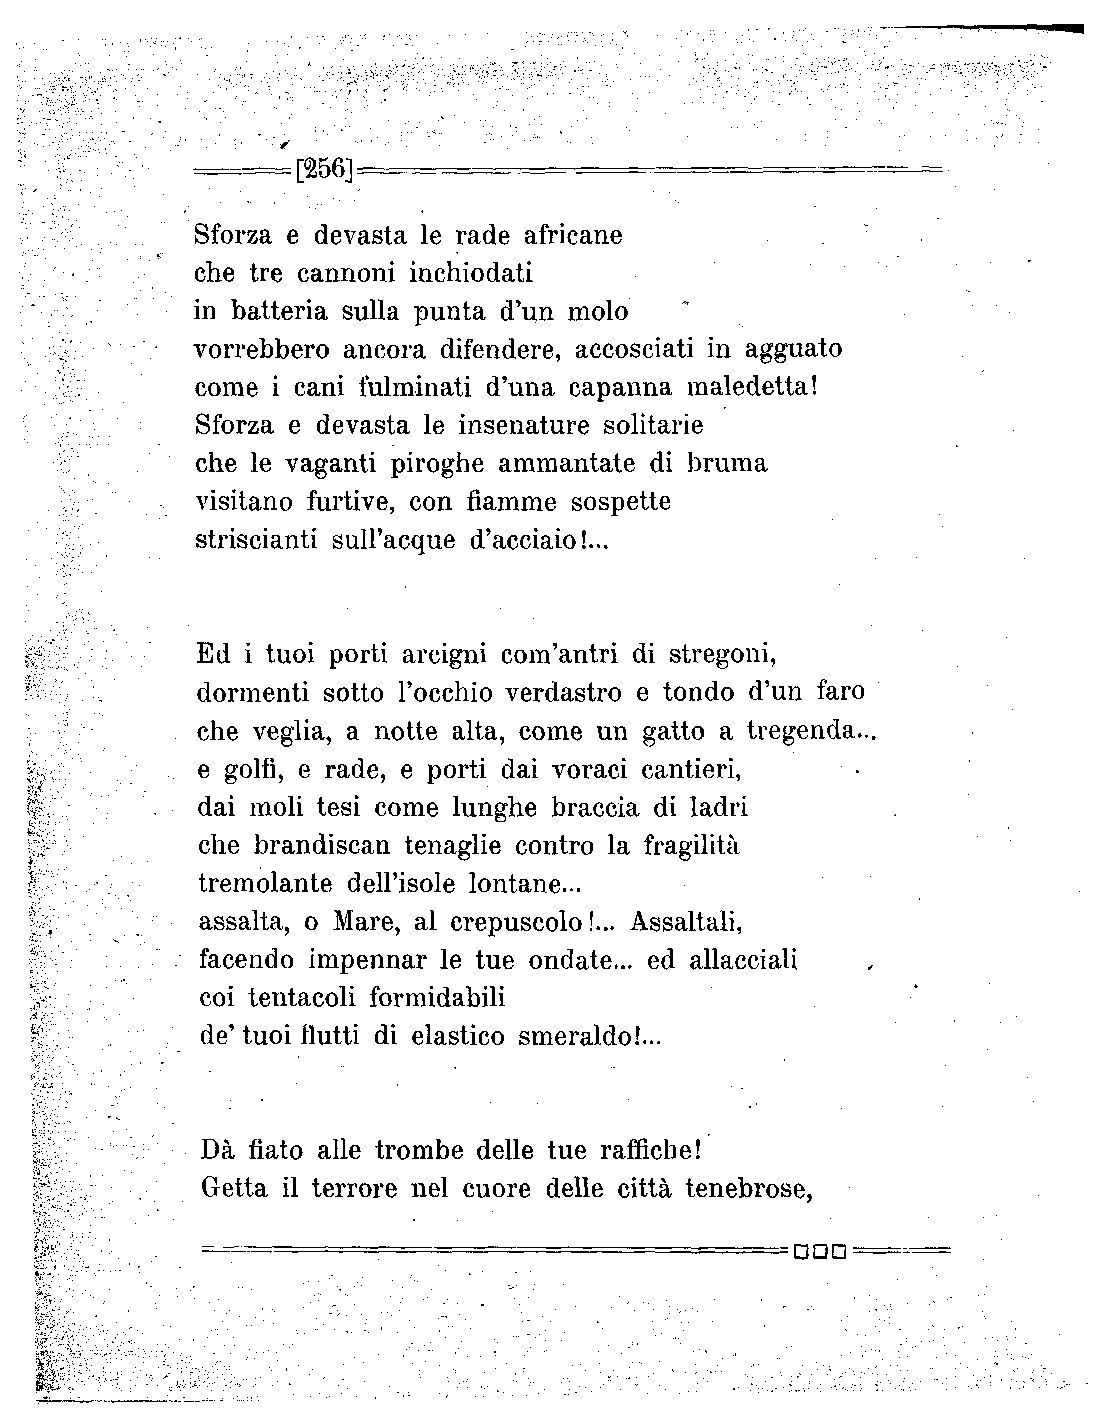 [256]
Sforza e devasta le rade africane
che tre cannoni inchiodati
in batteria sulla punta d'un molo
vorrebbero ancora difendere, accosciati in agguato
come i cani fulminati d'una capanna maledetta!
Sforza e devasta le insenature solitarie
che le vaganti piroghe ammantate di bruma
visitano furtive, con fiamme sospette
striscianti sull'acque d'acciaio!...
Ed i tuoi porti arcigni com'antri di stregoni,
dormenti sotto l'occhio verdastro e tondo d'un faro
che veglia, a notte alta, come un gatto a tregenda...
e golfi, e rade, e porti dai voraci cantieri,
dai moli tesi come lunghe braccia di ladri
che brandiscan tenaglie contro la fragilità
tremolante dell'isole lontane...
assalta, o Mare, al crepuscolo!... Assaltali,
facendo impennar le tue ondate... ed allacciali
coi tentacoli formidabili
de' tuoi flutti di elastico smeraldo!...
Dà fiato alle trombe delle tue raffiche!
Getta il terrore nel cuore delle città tenebrose,